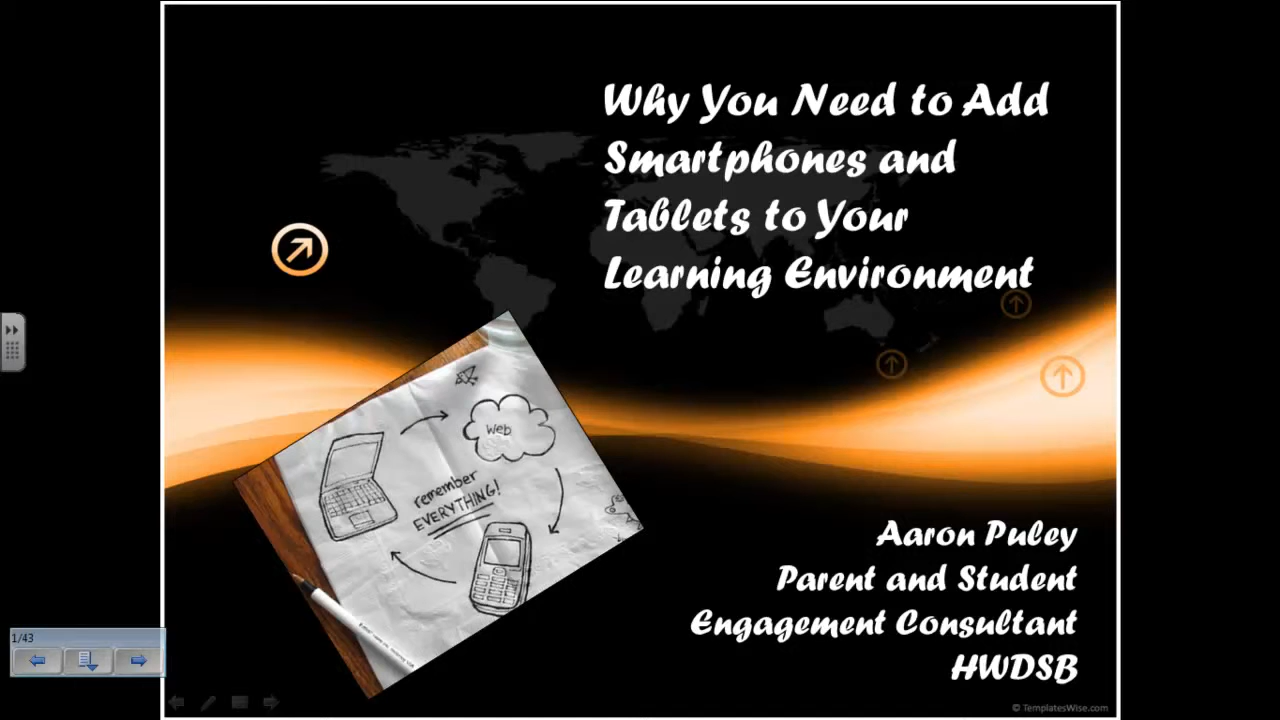 Why You Need to Add
Smartphones and
Tablets to Your
Learning Environment
web
remember
EVERYTHING!
Aaron Puley
Parent and Student
Engagement Consultant
HWDSB
1/43
© TemplatesWise.com